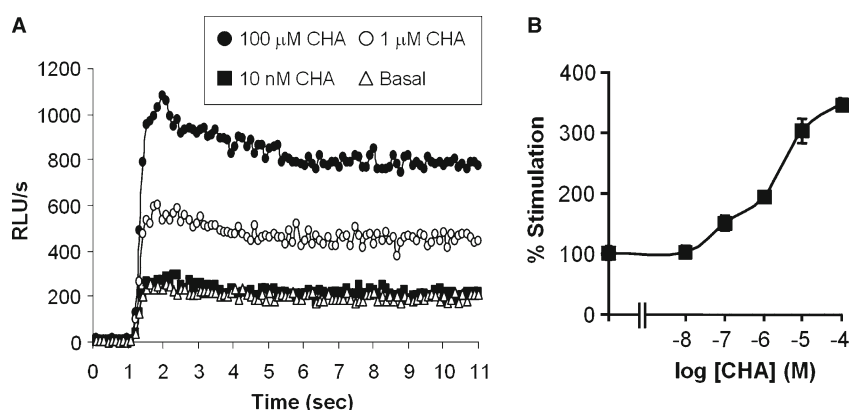 A
● 100 μM CHA ○ 1 μM CHA
■ 10 nM CHA △ Basal
1200
1000
800
600
400
200
0
RLU/s
0 1 2 3 4 5 6 7 8 9 10 11
Time (sec)
B
400
300
200
100
0
% Stimulation
-8 -7 -6 -5 -4
log [CHA] (M)